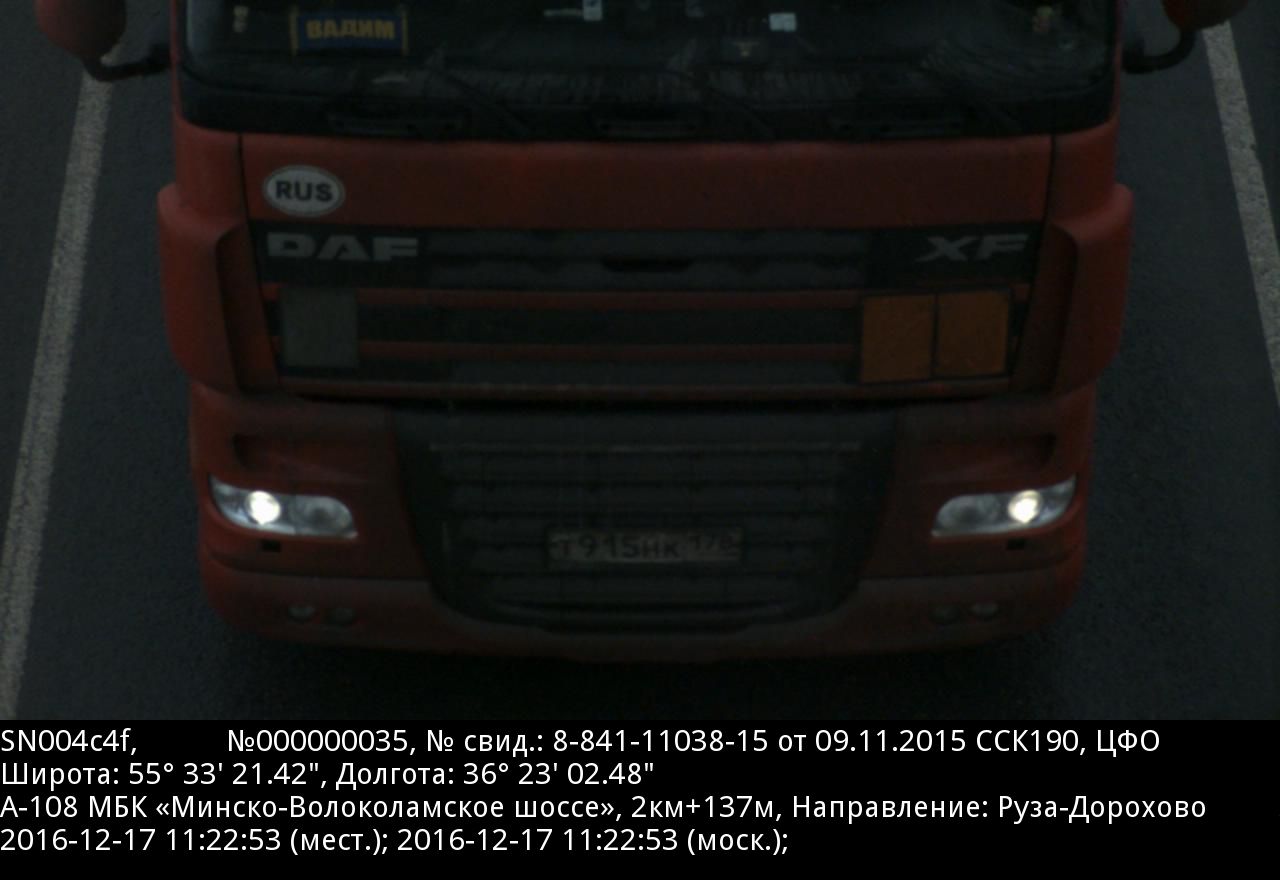 ВАДИМ
RUS
DAF XF
Т915НК 178
SN004c4f, №000000035, № свид.: 8-841-11038-15 от 09.11.2015 ССК190, ЦФО
Широта: 55° 33' 21.42", Долгота: 36° 23' 02.48"
А-108 МБК «Минско-Волоколамское шоссе», 2км+137м, Направление: Руза-Дорохово
2016-12-17 11:22:53 (мест.); 2016-12-17 11:22:53 (моск.);